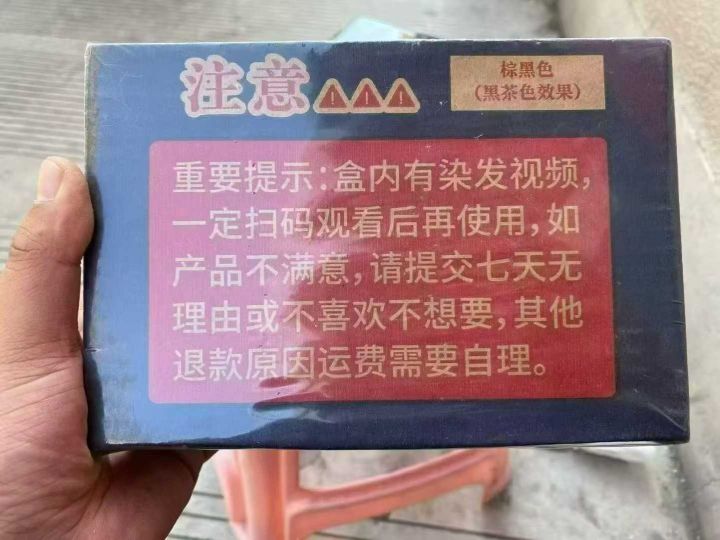 注意
棕黑色
（黑茶色效果）
重要提示：盒内有染发视频，
一定扫码观看后再使用，如
产品不满意，请提交七天无
理由或不喜欢不想要，其他
退款原因运费需要自理。